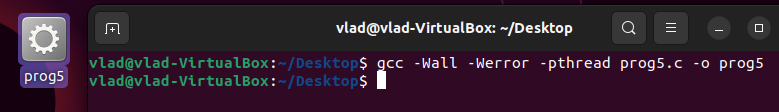 vlad@vlad-VirtualBox: ~/Desktop
prog5
vlad@vlad-VirtualBox:~/Desktop$ gcc -Wall -Werror -pthread prog5.c -o prog5
vlad@vlad-VirtualBox:~/Desktop$